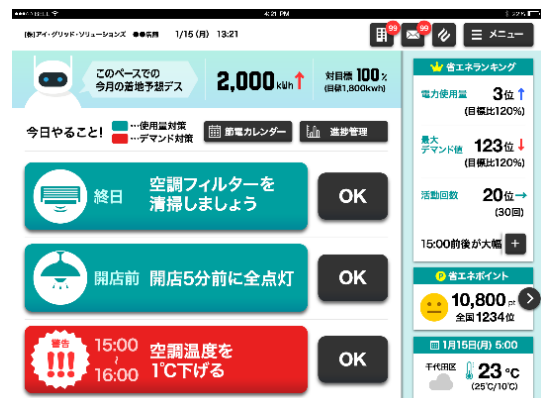 4:21 PM
(株)アイ・グリッド・ソリューションズ ●●広間 1/15(月) 13:21
99
99
メニュー
このペースでの
今月の着地予想デス
2,000 kWh↑
対目標 100%
(目値1,800kwh)
今日やること!
…使用量対策
…デマンド対策
節電カレンダー
進捗管理
終日
空調フィルターを
清掃しましょう
OK
開店前
開店5分前に全点灯
OK
警告
!!!
15:00
~
16:00
空調温度を
1℃下げる
OK
省エネランキング
電力使用量 3位↑
(目標比120%)
最大
デマンド値 123位↓
(目標比120%)
活動回数 20位→
(30回)
15:00前後が大幅 +
P 省エネポイント
10,800 pt
全国1234位
1月15日(月) 5:00
千代田区 23 ℃
(25℃/10℃)